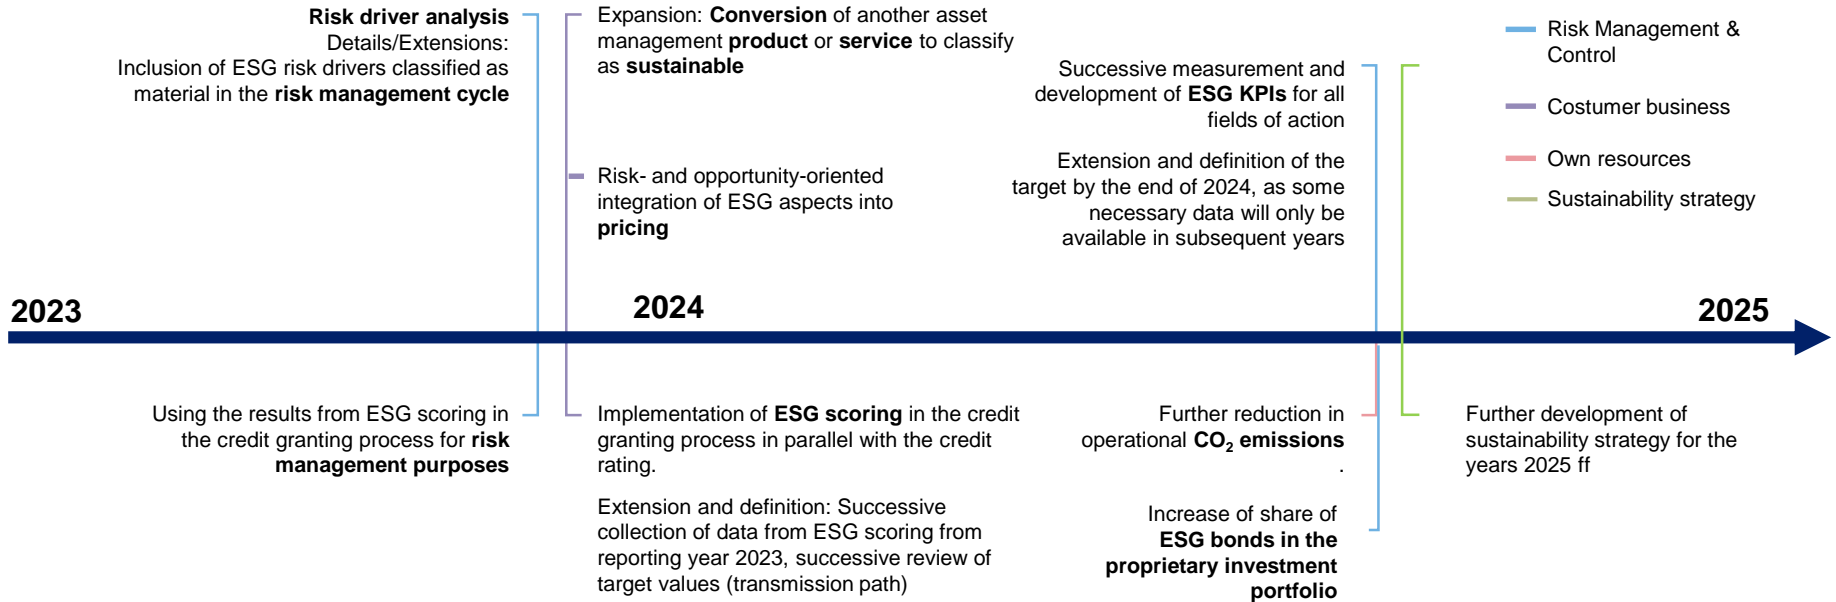 Risk driver analysis
Details/Extensions:
Inclusion of ESG risk drivers classified as
material in the risk management cycle
Expansion: Conversion of another asset
management product or service to classify
as sustainable
Risk- and opportunity-oriented
integration of ESG aspects into
pricing
Successive measurement and
development of ESG KPIs for all
fields of action
Extension and definition of the
target by the end of 2024, as some
necessary data will only be
available in subsequent years
Risk Management &
Control
Costumer business
Own resources
Sustainability strategy
2023
2024
2025
Using the results from ESG scoring in
the credit granting process for risk
management purposes
Implementation of ESG scoring in the credit
granting process in parallel with the credit
rating.
Extension and definition: Successive
collection of data from ESG scoring from
reporting year 2023, successive review of
target values (transmission path)
Further reduction in
operational CO₂ emissions
.
Increase of share of
ESG bonds in the
proprietary investment
portfolio
Further development of
sustainability strategy for the
years 2025 ff